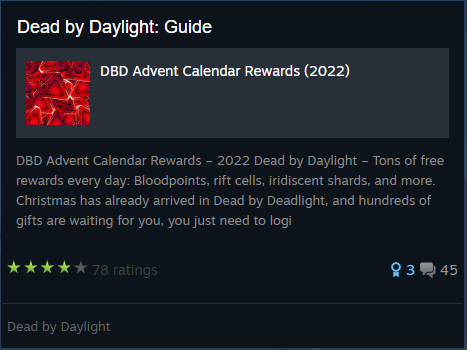 Dead by Daylight: Guide
DBD Advent Calendar Rewards (2022)
DBD Advent Calendar Rewards – 2022 Dead by Daylight – Tons of free
rewards every day: Bloodpoints, rift cells, iridiscent shards, and more.
Christmas has already arrived in Dead by Deadlight, and hundreds of
gifts are waiting for you, you just need to logi
78 ratings
3
45
Dead by Daylight